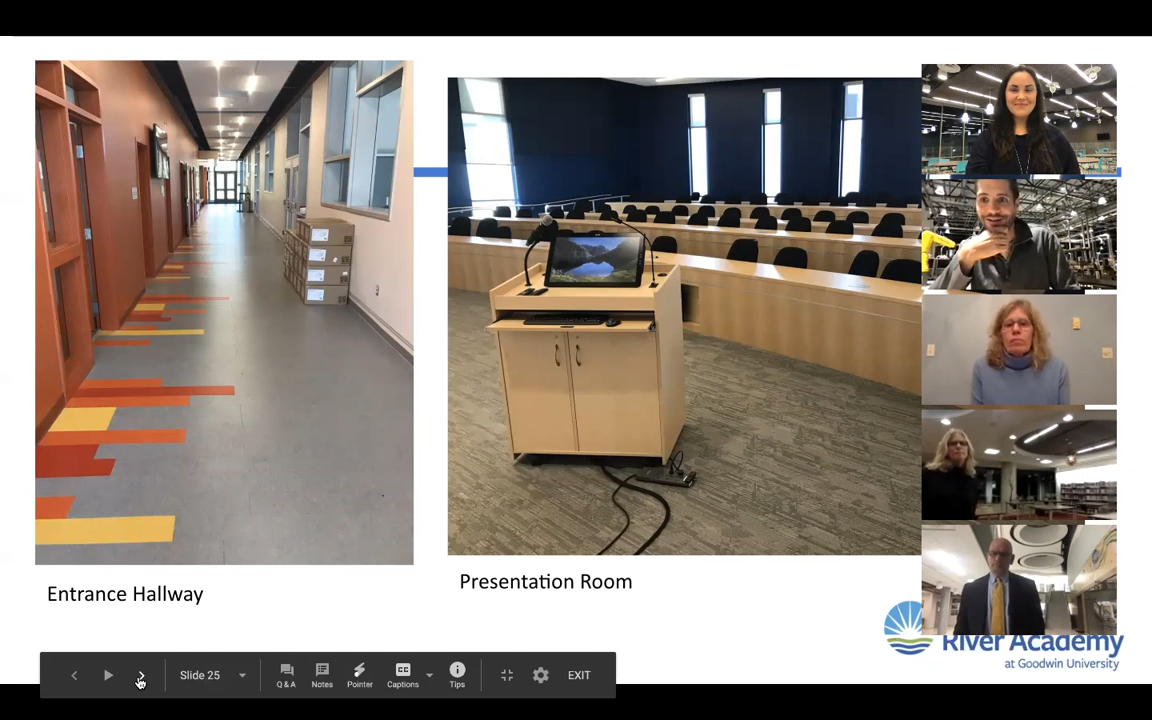 Entrance Hallway
Presentation Room
River Academy
at Goodwin University
Slide 25
Q & A
Notes
Pointer
Captions
Tips
EXIT